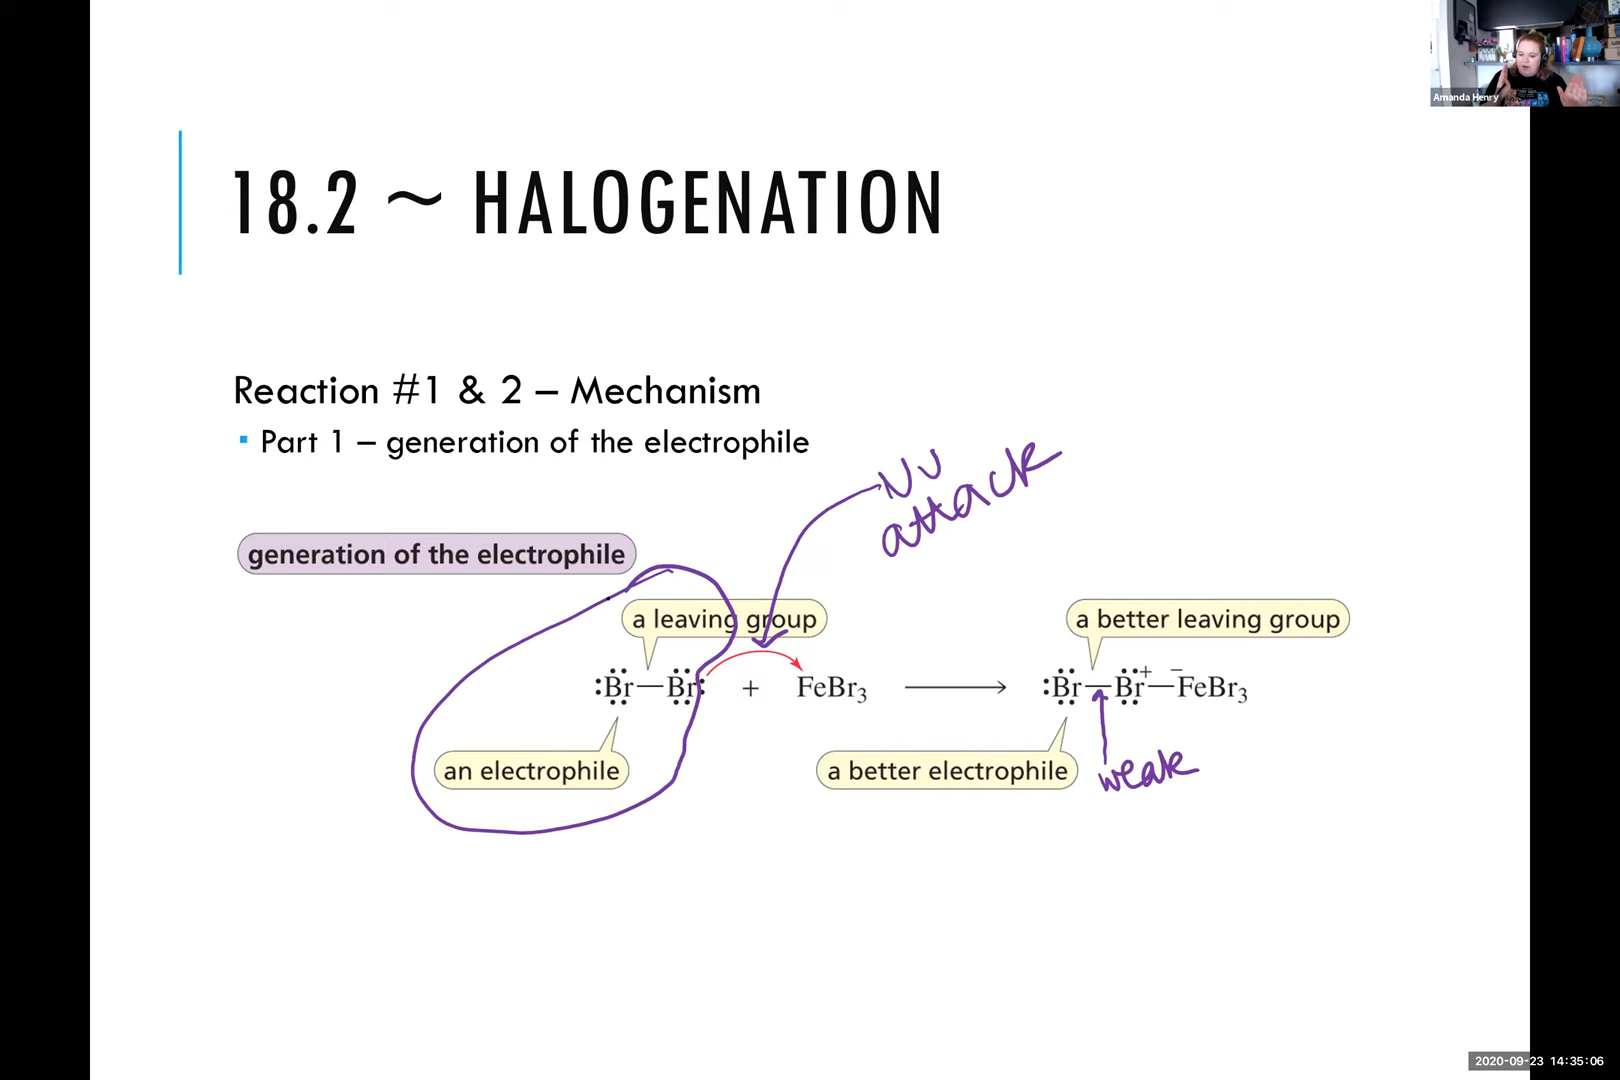 Amanda Henry
18.2 ~ HALOGENATION
Reaction #1 & 2 – Mechanism
▪ Part 1 – generation of the electrophile
NU
attack
generation of the electrophile
a leaving group
a better leaving group
:Br—Br: + FeBr₃ ⟶ :Br—Br⁺—⁻FeBr₃
an electrophile
a better electrophile
weak
2020-09-23 14:35:06